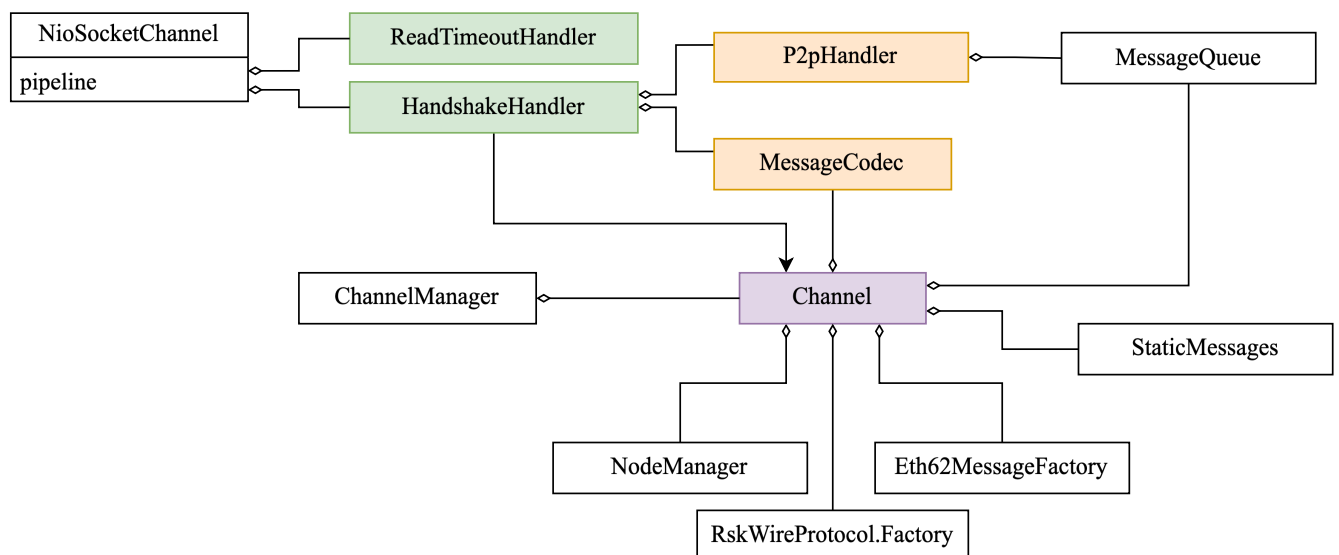 NioSocketChannel
pipeline
ReadTimeoutHandler
HandshakeHandler
P2pHandler
MessageQueue
MessageCodec
ChannelManager
Channel
StaticMessages
NodeManager
Eth62MessageFactory
RskWireProtocol.Factory